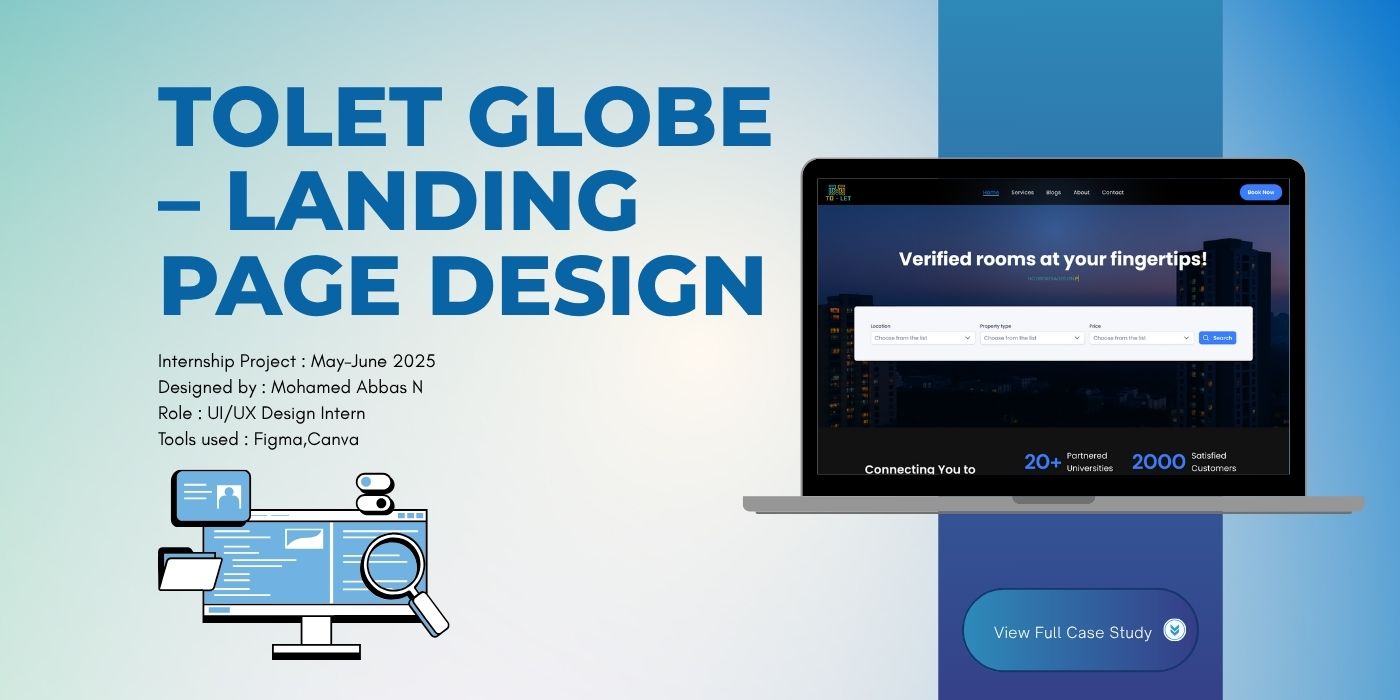 TOLET GLOBE
– LANDING
PAGE DESIGN
Internship Project : May-June 2025
Designed by : Mohamed Abbas N
Role : UI/UX Design Intern
Tools used : Figma,Canva
TO - LET
Home Services Blogs About Contact
Book Now
Verified rooms at your fingertips!
Location Property type Price
Choose from the list Choose from the list Choose from the list Search
Connecting You to
20+ Partnered Universities
2000 Satisfied Customers
View Full Case Study